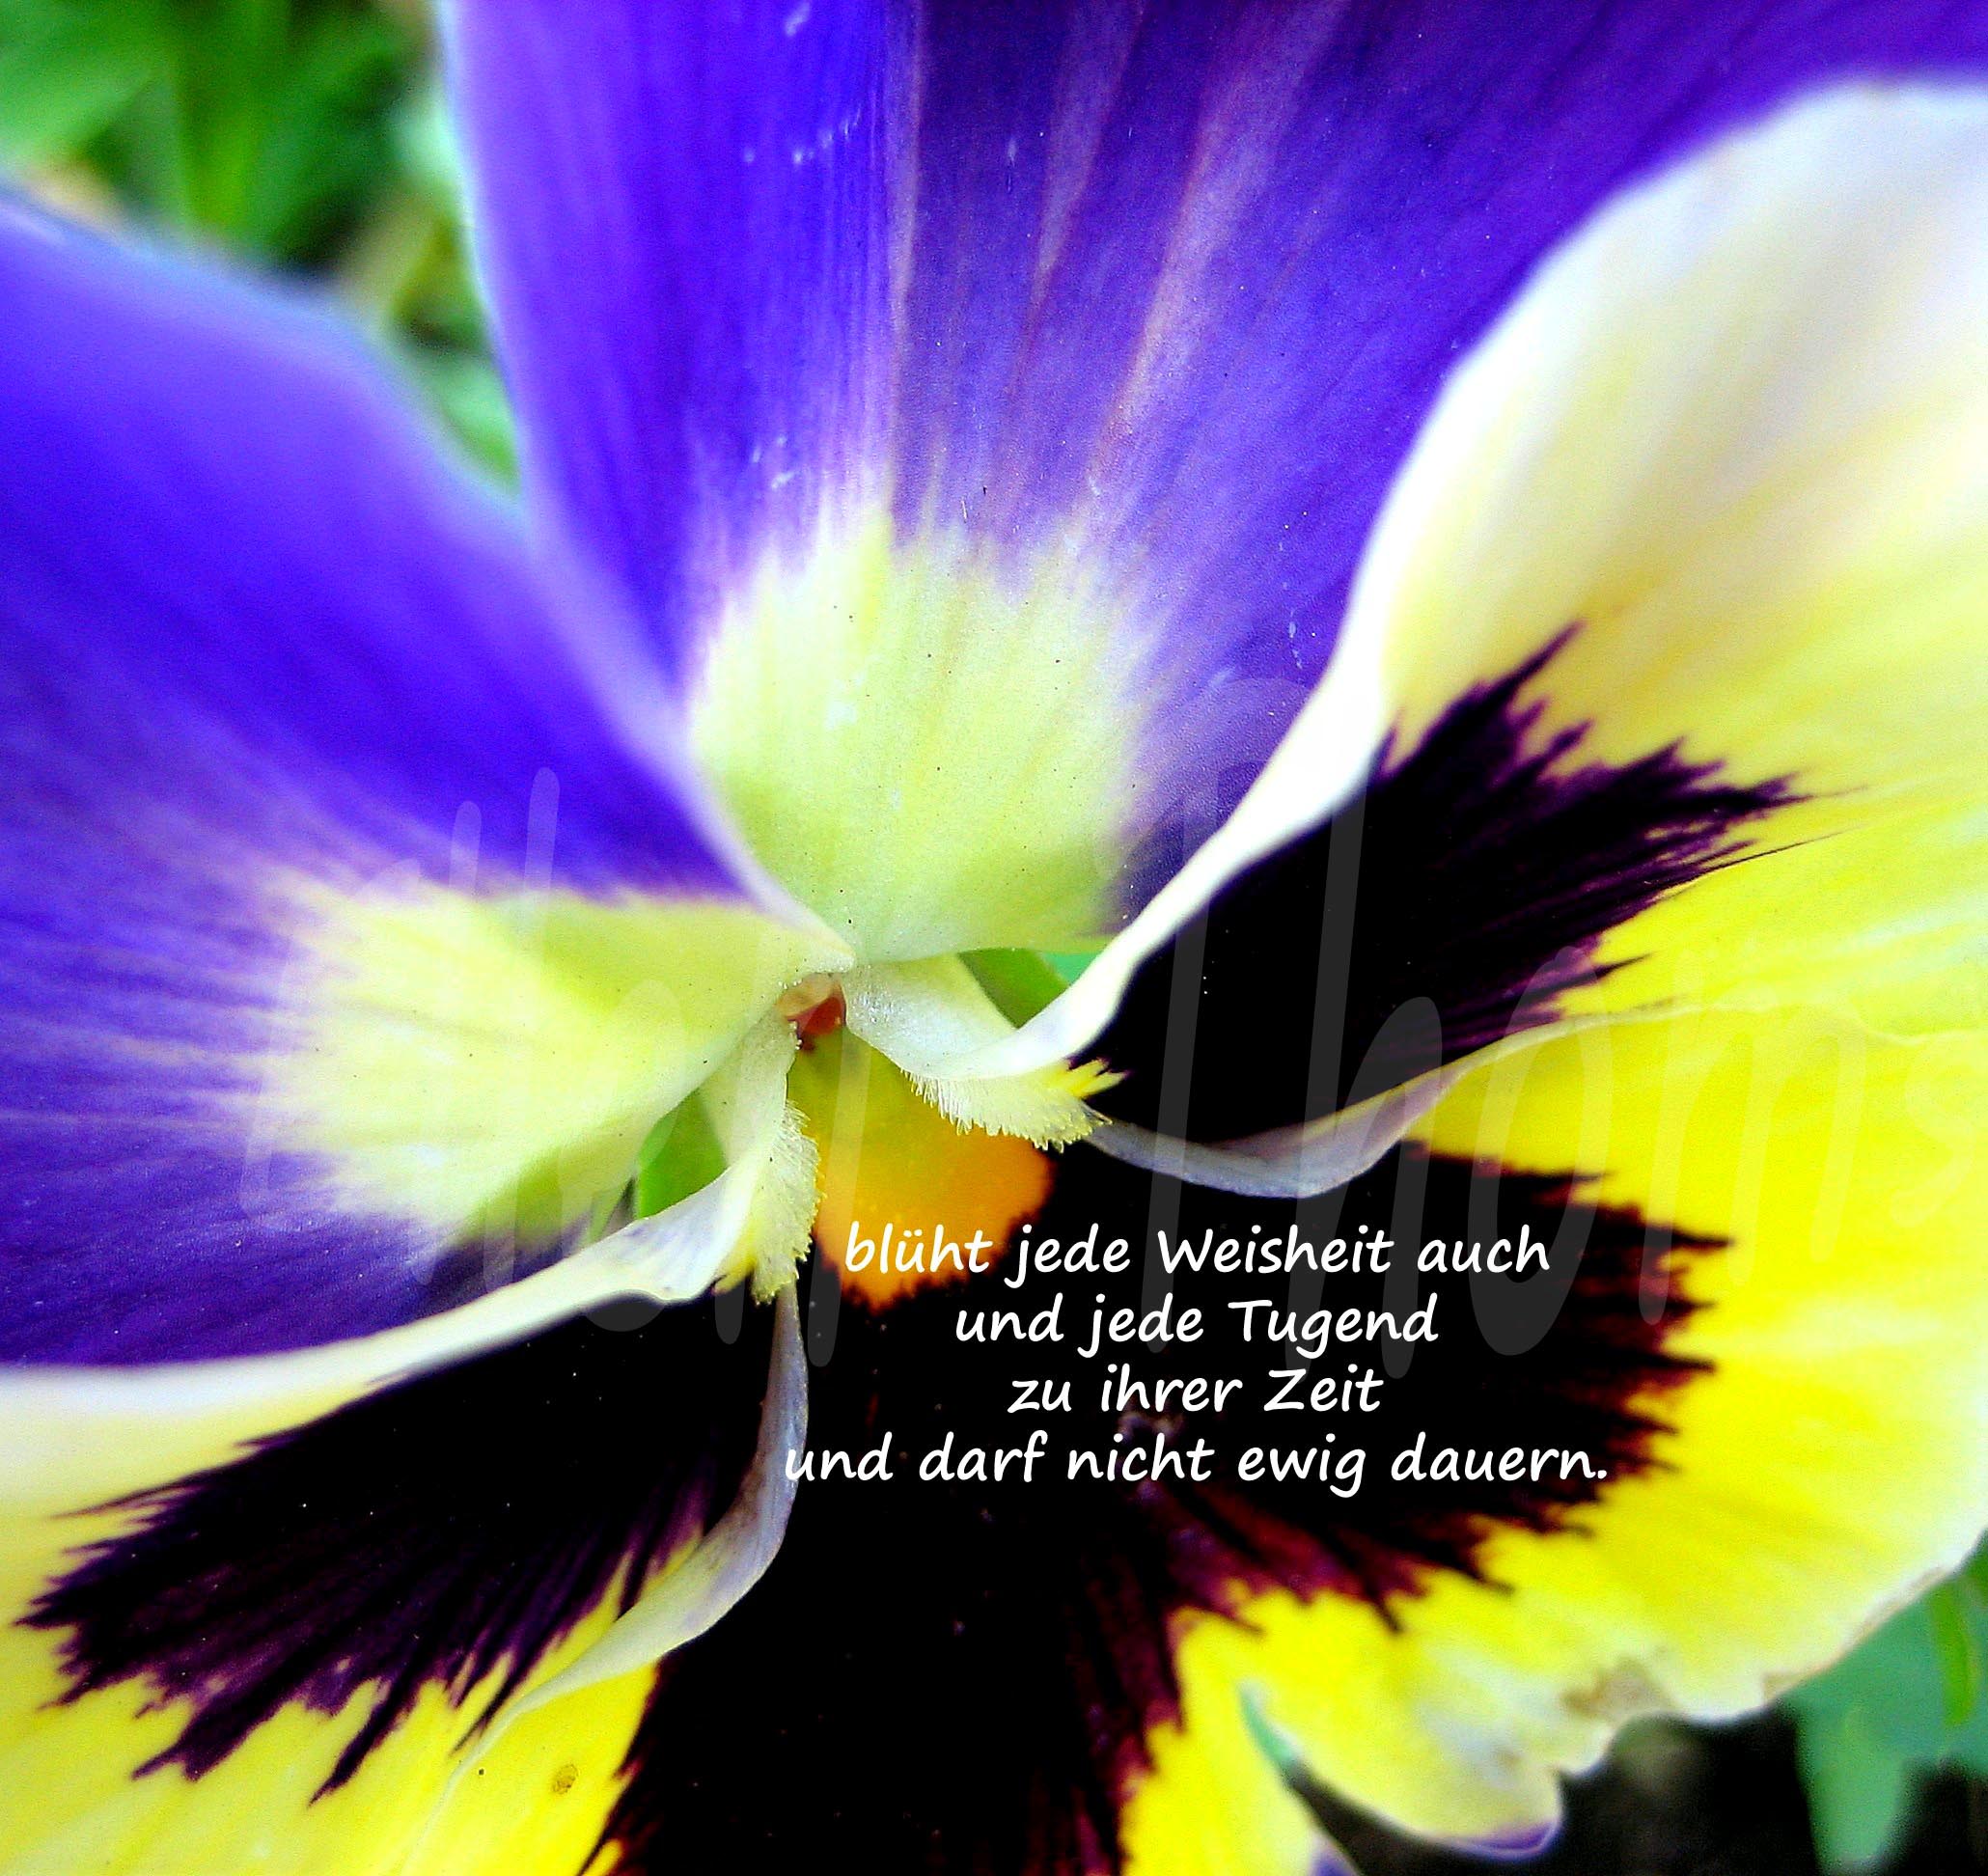 blüht jede Weisheit auch
und jede Tugend
zu ihrer Zeit
und darf nicht ewig dauern.